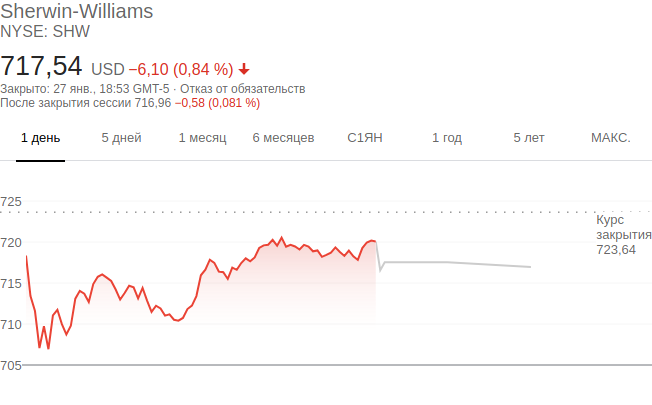 Sherwin-Williams
NYSE: SHW
717,54 USD −6,10 (0,84 %)
Закрыто: 27 янв., 18:53 GMT-5 · Отказ от обязательств
После закрытия сессии 716,96 −0,58 (0,081 %)
1 день 5 дней 1 месяц 6 месяцев С1ЯН 1 год 5 лет МАКС.
725
Курс
закрытия
723,64
720
715
710
705